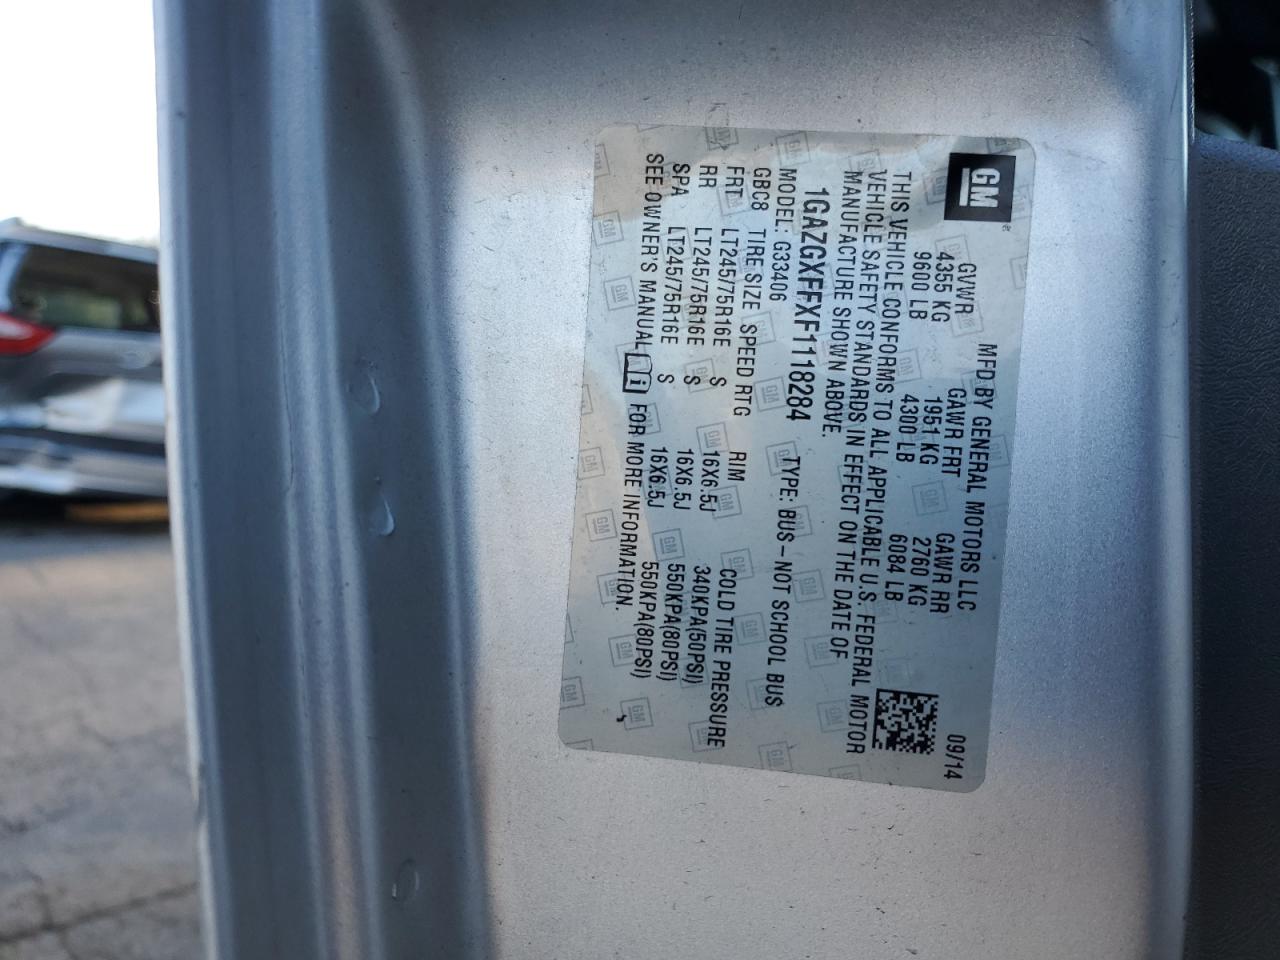 GM
MFD BY GENERAL MOTORS LLC 09/14
GVWR GAWR FRT GAWR RR
4355 KG 1951 KG 2760 KG
9600 LB 4300 LB 6084 LB
THIS VEHICLE CONFORMS TO ALL APPLICABLE U.S. FEDERAL MOTOR
VEHICLE SAFETY STANDARDS IN EFFECT ON THE DATE OF
MANUFACTURE SHOWN ABOVE.
1GAZGXFFXF1118284 TYPE: BUS – NOT SCHOOL BUS
MODEL: G33406
GBC8 TIRE SIZE SPEED RTG RIM COLD TIRE PRESSURE
FRT LT245/75R16E S 16X6.5J 340KPA(50PSI)
RR LT245/75R16E S 16X6.5J 550KPA(80PSI)
SPA LT245/75R16E S 16X6.5J 550KPA(80PSI)
SEE OWNER'S MANUAL i FOR MORE INFORMATION.